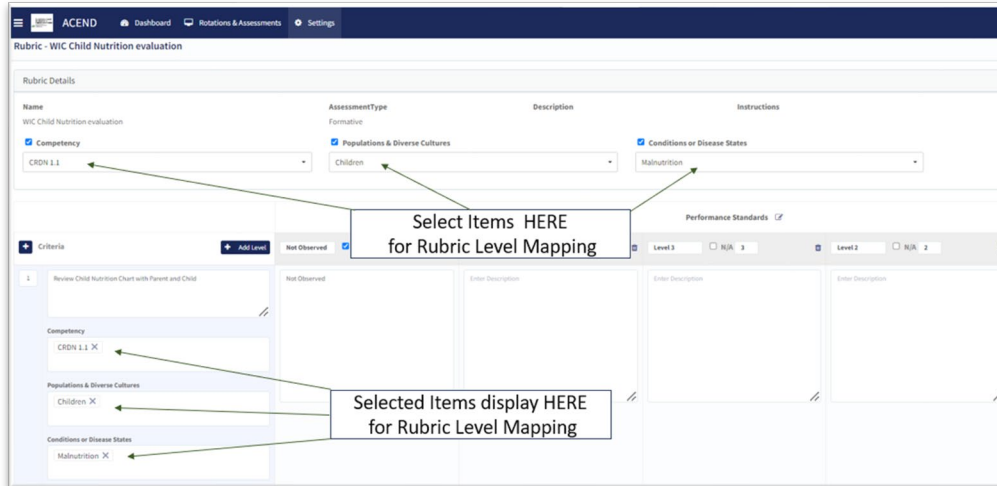 ACEND Dashboard Rotations & Assessments Settings
Rubric - WIC Child Nutrition evaluation
Rubric Details
Name AssessmentType Description Instructions
WIC Child Nutrition evaluation Formative
Competency Populations & Diverse Cultures Conditions or Disease States
CRDN 1.1 Children Malnutrition
Select Items HERE
for Rubric Level Mapping
Performance Standards
Criteria + Add Level Not Observed Level 3 N/A 3 Level 2 N/A 2
1 Review Child Nutrition Chart with Parent and Child Not Observed Enter Description Enter Description Enter Description
Competency
CRDN 1.1 X
Populations & Diverse Cultures
Children X
Selected Items display HERE
for Rubric Level Mapping
Conditions or Disease States
Malnutrition X